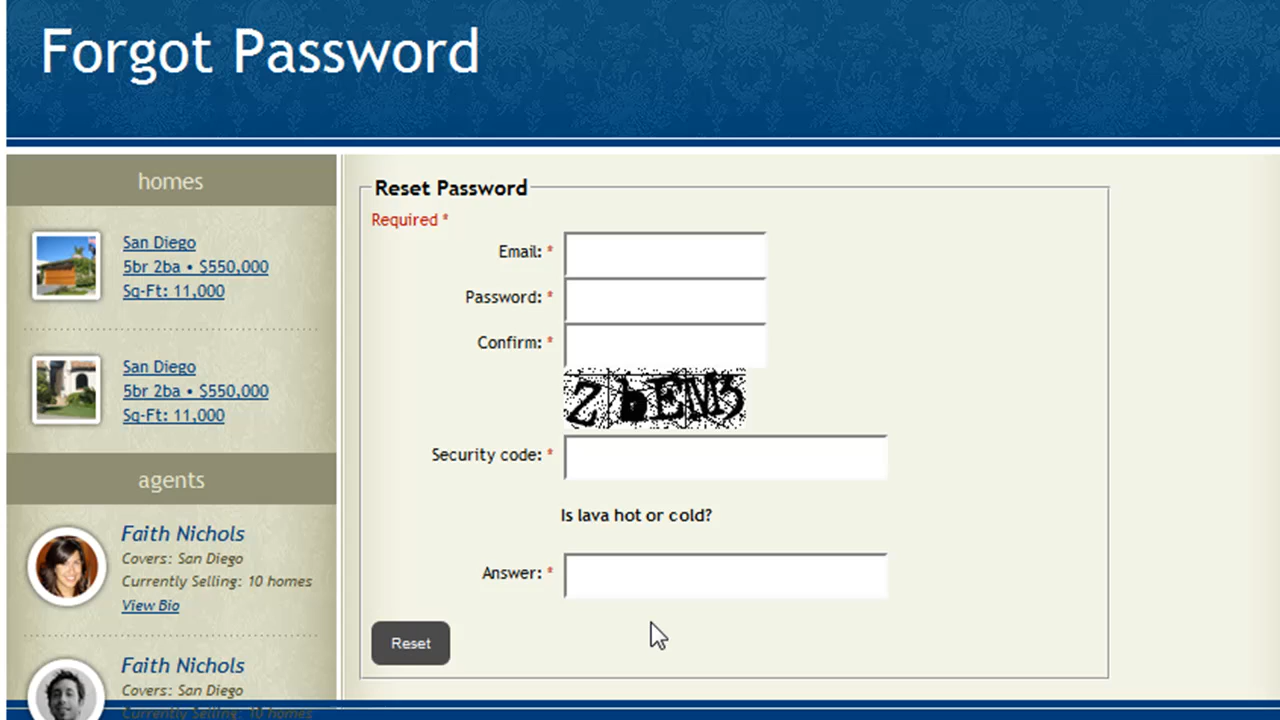 Forgot Password
homes
San Diego
5br 2ba • $550,000
Sq-Ft: 11,000
San Diego
5br 2ba • $550,000
Sq-Ft: 11,000
agents
Faith Nichols
Covers: San Diego
Currently Selling: 10 homes
View Bio
Faith Nichols
Covers: San Diego
Currently Selling: 10 homes
Reset Password
Required *
Email: *
Password: *
Confirm: *
2bEM3
Security code: *
Is lava hot or cold?
Answer: *
Reset